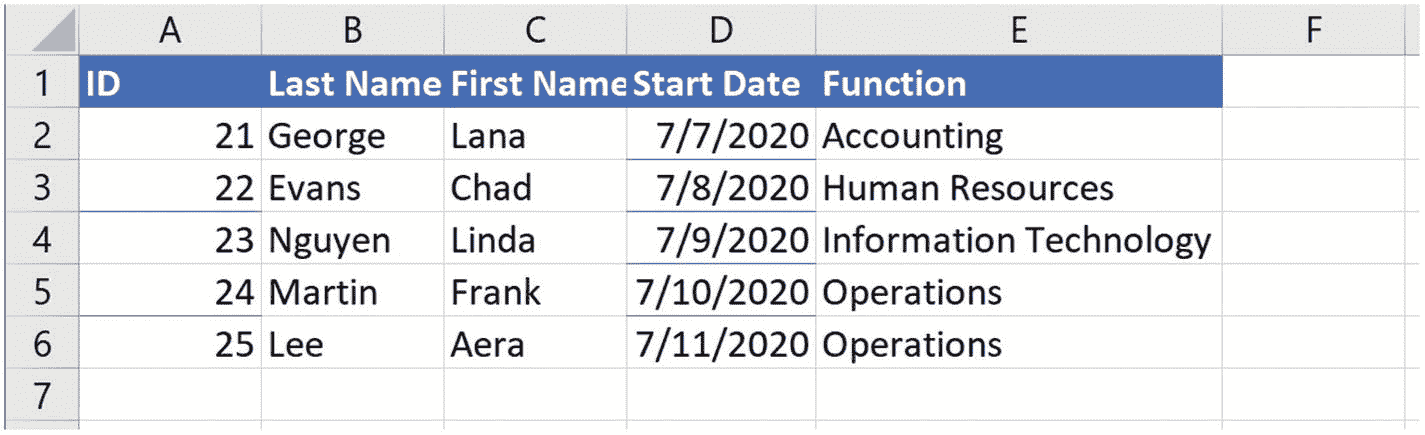 A B C D E F
1 ID Last Name First Name Start Date Function
2 21 George Lana 7/7/2020 Accounting
3 22 Evans Chad 7/8/2020 Human Resources
4 23 Nguyen Linda 7/9/2020 Information Technology
5 24 Martin Frank 7/10/2020 Operations
6 25 Lee Aera 7/11/2020 Operations
7